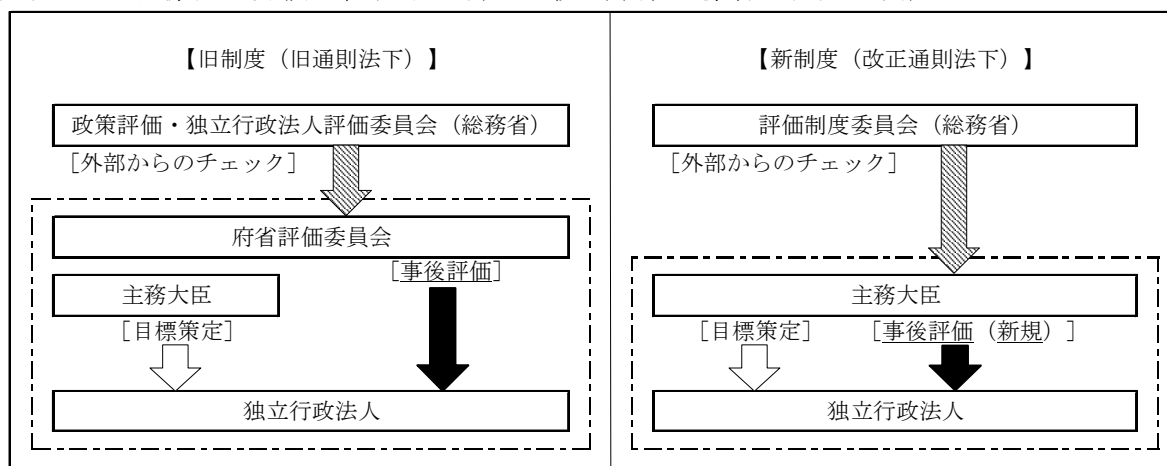 【旧制度（旧通則法下）】
政策評価・独立行政法人評価委員会（総務省）
［外部からのチェック］
府省評価委員会
［事後評価］
主務大臣
［目標策定］
独立行政法人
【新制度（改正通則法下）】
評価制度委員会（総務省）
［外部からのチェック］
主務大臣
［目標策定］
［事後評価（新規）］
独立行政法人